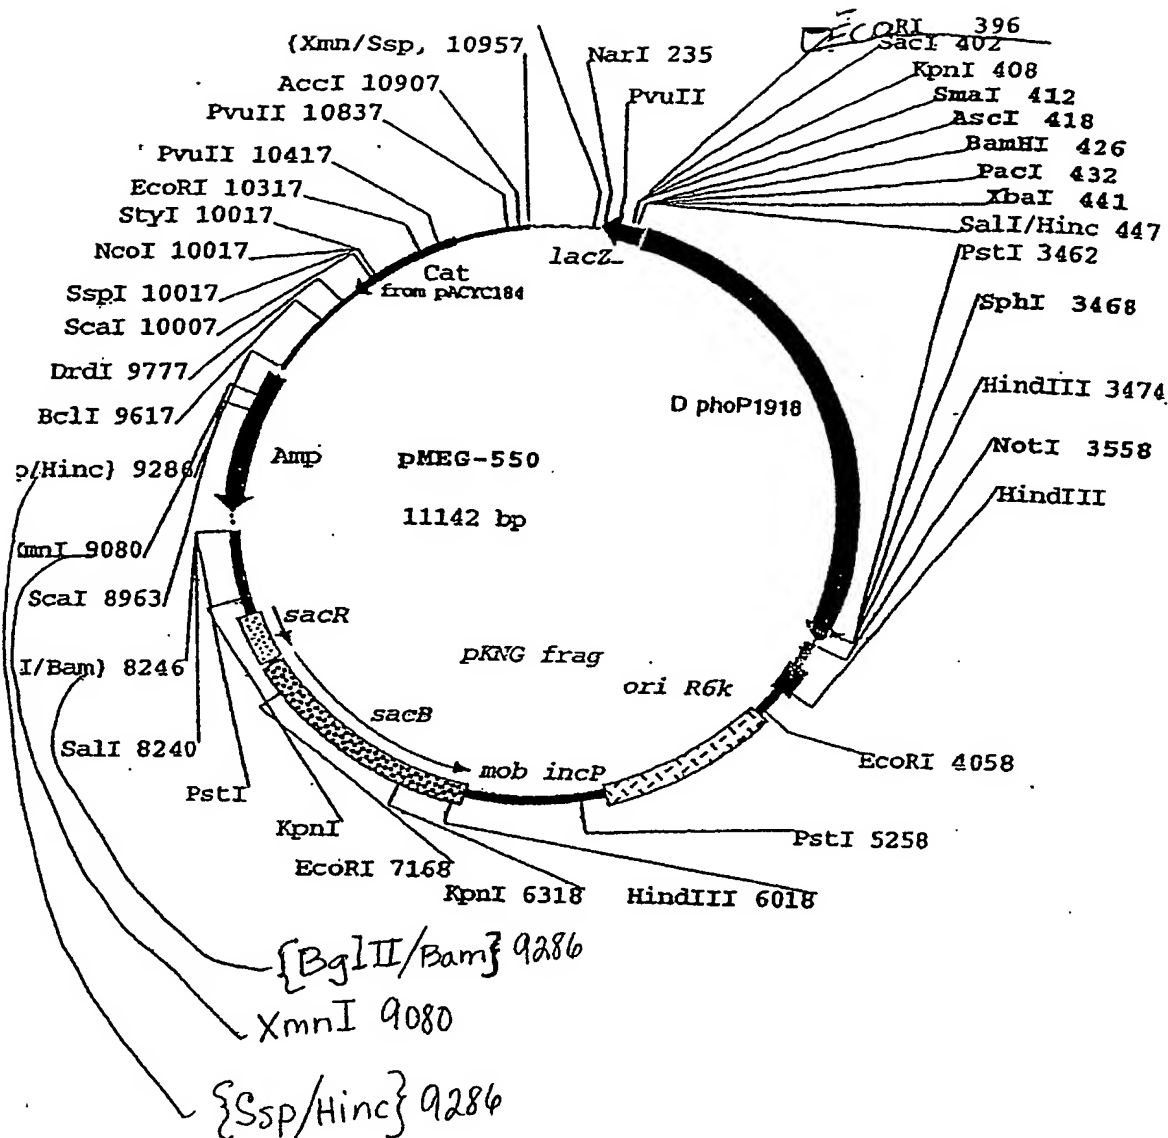 {Xmn/Ssp, 10957
AccI 10907
PvuII 10837
PvuII 10417
EcoRI 10317
StyI 10017
NcoI 10017
SspI 10017
ScaI 10007
DrdI 9777
BclI 9617
/Hinc} 9286
mnI 9080
ScaI 8963
I/Bam} 8246
SalI 8240
PstI
KpnI
EcoRI 7168
KpnI 6318
HindIII 6018
PstI 5258
EcoRI 4058
NarI 235
PvuII
EcoRI 396
SacI 402
KpnI 408
SmaI 412
AscI 418
BamHI 426
PacI 432
XbaI 441
SalI/Hinc 447
PstI 3462
SphI 3468
HindIII 3474
NotI 3558
HindIII
lacZ
Cat
from pACYC184
D phoP1918
Amp
pMEG-550
11142 bp
sacR
pKNG frag
ori R6k
sacB
mob incP
{BglII/Bam} 9286
XmnI 9080
{Ssp/Hinc} 9286